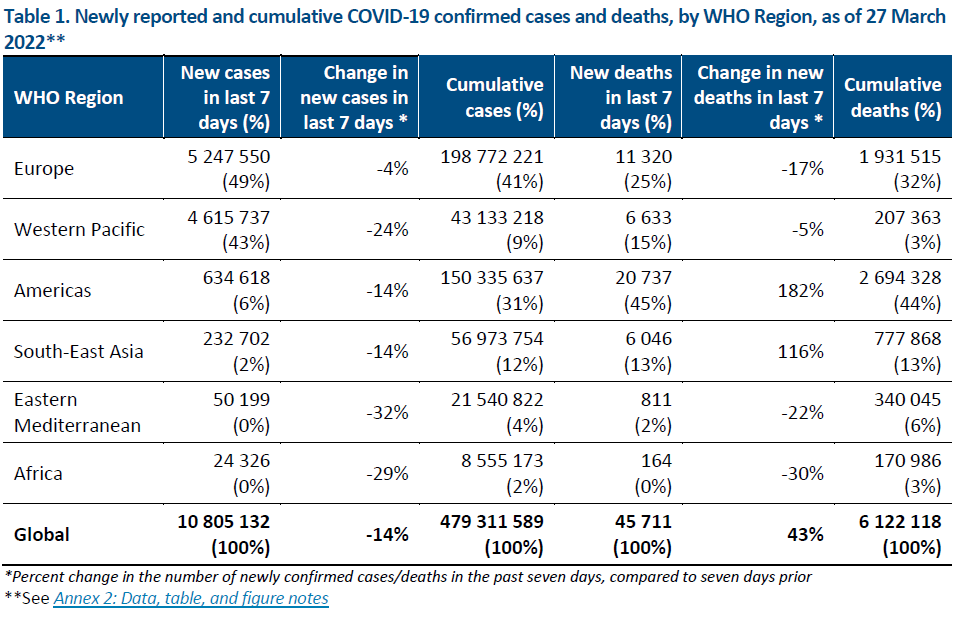 Table 1. Newly reported and cumulative COVID-19 confirmed cases and deaths, by WHO Region, as of 27 March
2022**
WHO Region
New cases
in last 7
days (%)
Change in
new cases in
last 7 days *
Cumulative
cases (%)
New deaths
in last 7
days (%)
Change in new
deaths in last 7
days *
Cumulative
deaths (%)
Europe
5 247 550
(49%)
-4%
198 772 221
(41%)
11 320
(25%)
-17%
1 931 515
(32%)
Western Pacific
4 615 737
(43%)
-24%
43 133 218
(9%)
6 633
(15%)
-5%
207 363
(3%)
Americas
634 618
(6%)
-14%
150 335 637
(31%)
20 737
(45%)
182%
2 694 328
(44%)
South-East Asia
232 702
(2%)
-14%
56 973 754
(12%)
6 046
(13%)
116%
777 868
(13%)
Eastern
Mediterranean
50 199
(0%)
-32%
21 540 822
(4%)
811
(2%)
-22%
340 045
(6%)
Africa
24 326
(0%)
-29%
8 555 173
(2%)
164
(0%)
-30%
170 986
(3%)
Global
10 805 132
(100%)
-14%
479 311 589
(100%)
45 711
(100%)
43%
6 122 118
(100%)
*Percent change in the number of newly confirmed cases/deaths in the past seven days, compared to seven days prior
**See Annex 2: Data, table, and figure notes